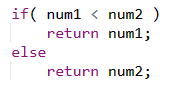 if( num1 < num2 )
    return num1;
else
    return num2;